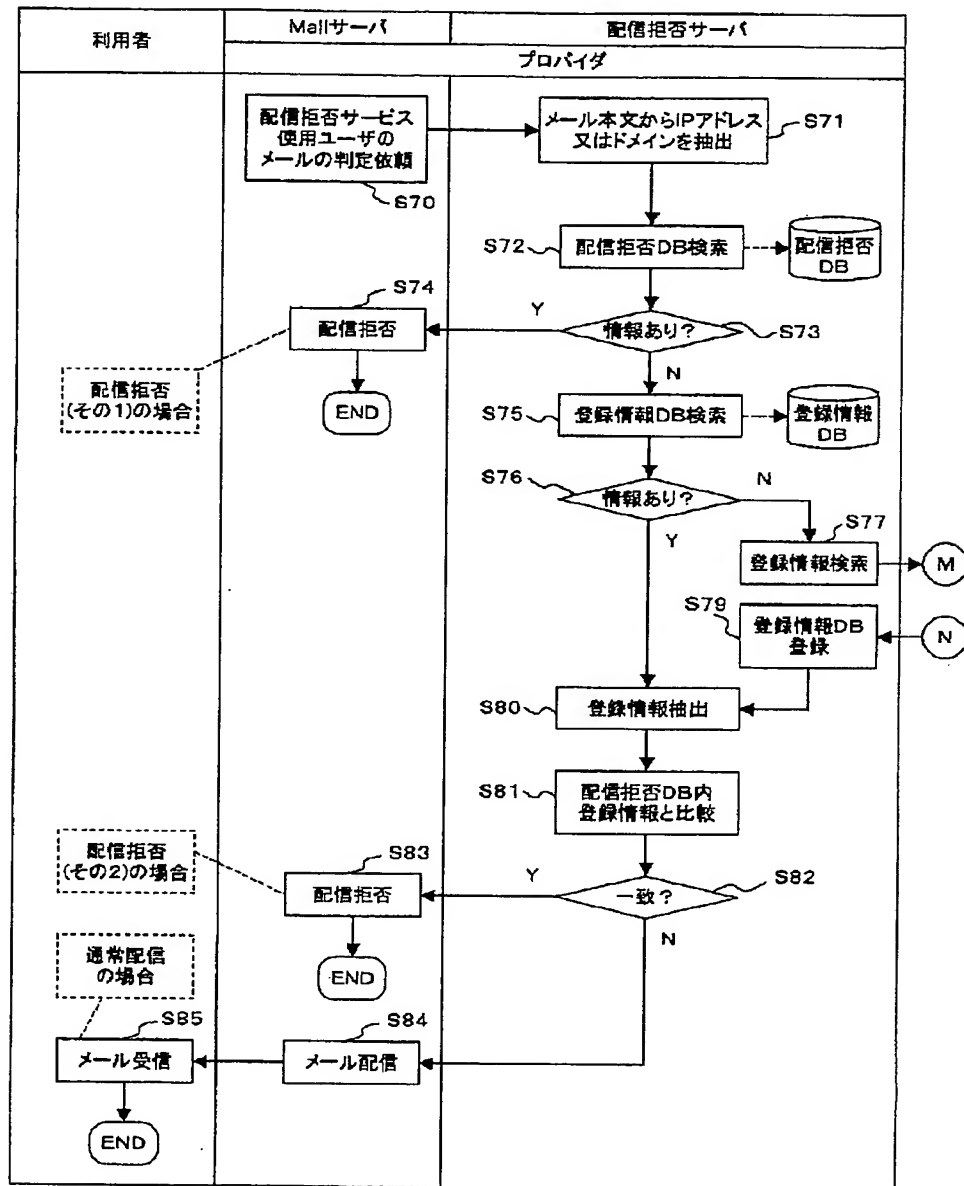 利用者
Mailサーバ
配信拒否サーバ
プロバイダ
配信拒否サービス
使用ユーザの
メールの判定依頼
S70
メール本文からIPアドレス
又はドメインを抽出
S71
S72
配信拒否DB検索
配信拒否
DB
S74
配信拒否
Y
情報あり?
S73
配信拒否
(その1)の場合
END
N
S75
登録情報DB検索
登録情報
DB
S76
情報あり?
N
Y
S77
登録情報検索
M
S79
登録情報DB
登録
N
S80
登録情報抽出
S81
配信拒否DB内
登録情報と比較
配信拒否
(その2)の場合
S83
配信拒否
Y
一致?
S82
N
END
通常配信
の場合
S85
メール受信
S84
メール配信
END